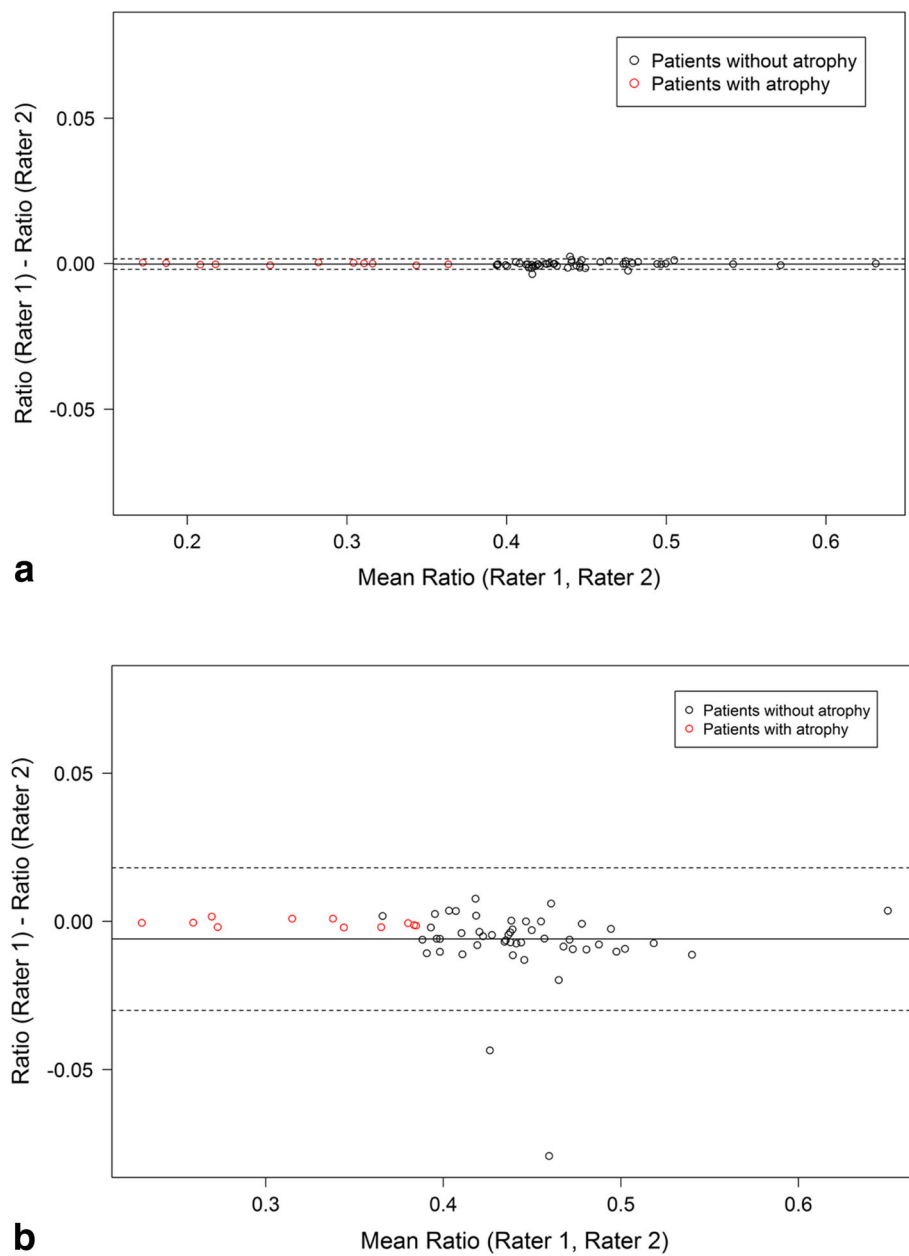 Patients without atrophy
Patients with atrophy
Ratio (Rater 1) - Ratio (Rater 2)
0.05
0.00
-0.05
0.2 0.3 0.4 0.5 0.6
Mean Ratio (Rater 1, Rater 2)
a
Patients without atrophy
Patients with atrophy
Ratio (Rater 1) - Ratio (Rater 2)
0.05
0.00
-0.05
0.3 0.4 0.5 0.6
Mean Ratio (Rater 1, Rater 2)
b